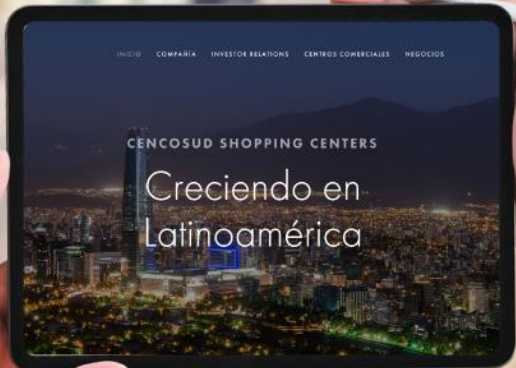 INICIO COMPAÑÍA INVESTOR RELATIONS CENTROS COMERCIALES NEGOCIOS
CENCOSUD SHOPPING CENTERS
Creciendo en
Latinoamérica